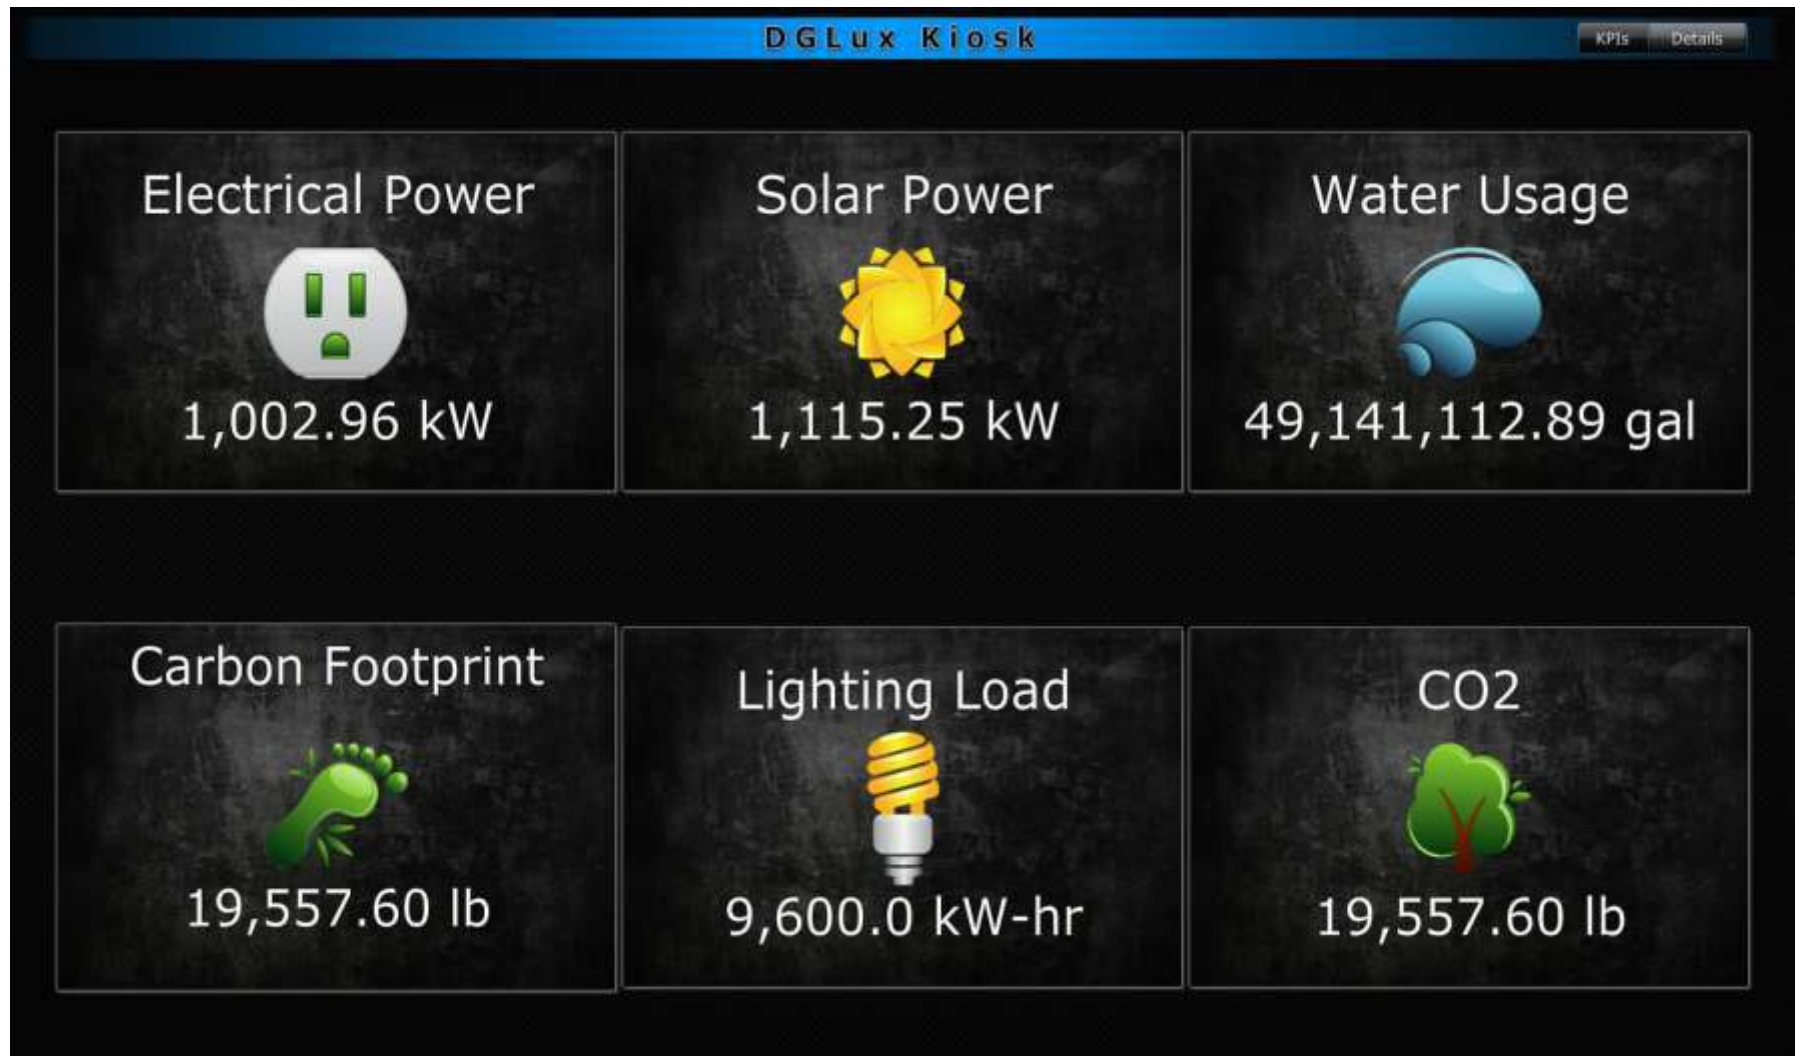 DGLux Kiosk
KPIs Details
Electrical Power
1,002.96 kW
Solar Power
1,115.25 kW
Water Usage
49,141,112.89 gal
Carbon Footprint
19,557.60 lb
Lighting Load
9,600.0 kW-hr
CO2
19,557.60 lb